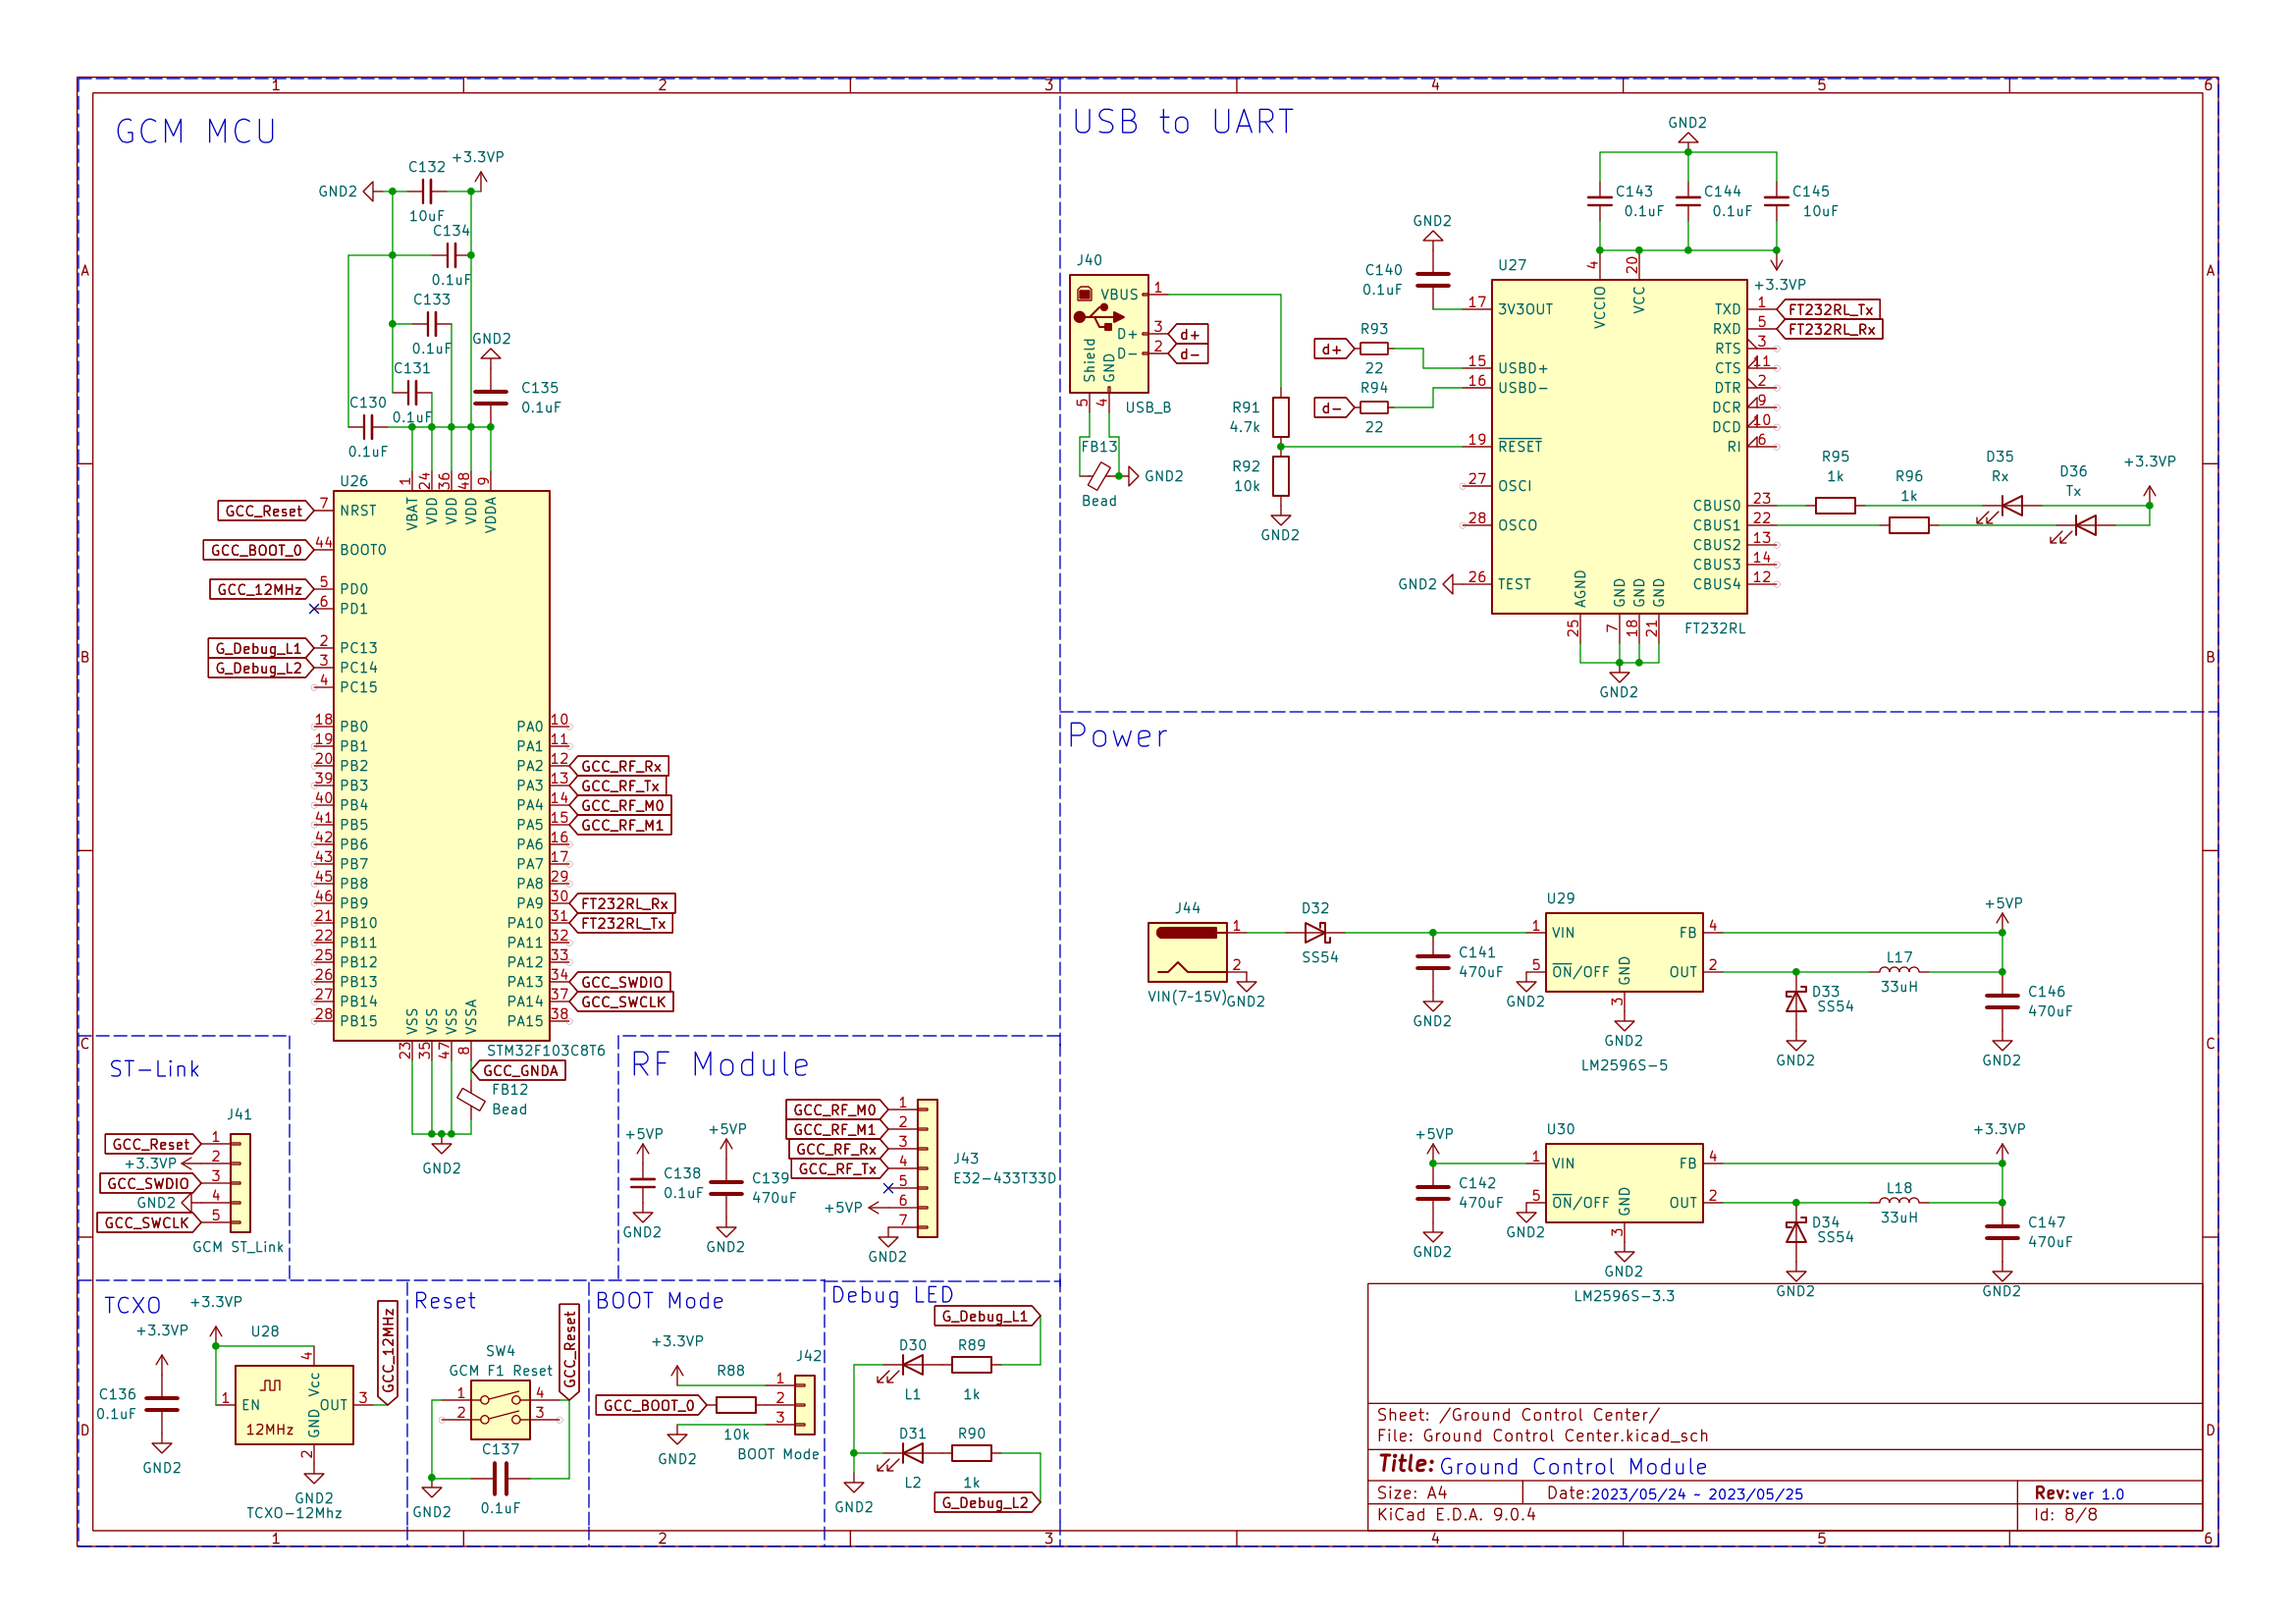 1 2 3 4 5 6
A B C D
A B C D
GCM MCU
C132
+3.3VP
GND2
10uF
C134
0.1uF
C133
0.1uF
GND2
C131
0.1uF
C135
0.1uF
C130
0.1uF
U26
1 24 36 48 9
VBAT VDD VDD VDD VDDA
GCC_Reset 7 NRST
GCC_BOOT_0 44 BOOT0
GCC_12MHz 5 PD0
6 PD1
G_Debug_L1 2 PC13
G_Debug_L2 3 PC14
4 PC15
18 PB0 PA0 10
19 PB1 PA1 11
20 PB2 PA2 12 GCC_RF_Rx
39 PB3 PA3 13 GCC_RF_Tx
40 PB4 PA4 14 GCC_RF_M0
41 PB5 PA5 15 GCC_RF_M1
42 PB6 PA6 16
43 PB7 PA7 17
45 PB8 PA8 29
46 PB9 PA9 30 FT232RL_Rx
21 PB10 PA10 31 FT232RL_Tx
22 PB11 PA11 32
25 PB12 PA12 33
26 PB13 PA13 34 GCC_SWDIO
27 PB14 PA14 37 GCC_SWCLK
28 PB15 PA15 38
VSS VSS VSS VSSA
23 35 47 8
STM32F103C8T6
GCC_GNDA
FB12
Bead
GND2
USB to UART
GND2
C143
0.1uF
C144
0.1uF
C145
10uF
+3.3VP
GND2
C140
0.1uF
J40
VBUS 1
D+ 3 d+
D- 2 d-
Shield GND
5 4
USB_B
FB13
Bead
GND2
R91
4.7k
R92
10k
GND2
d+ R93
22
d- R94
22
U27
4 20
VCCIO VCC
17 3V3OUT
15 USBD+
16 USBD-
19 RESET
27 OSCI
28 OSCO
GND2 26 TEST
TXD 1 FT232RL_Tx
RXD 5 FT232RL_Rx
RTS 3
CTS 11
DTR 2
DCR 9
DCD 10
RI 6
CBUS0 23
CBUS1 22
CBUS2 13
CBUS3 14
CBUS4 12
AGND GND GND GND
25 7 18 21
FT232RL
GND2
R95
1k
R96
1k
D35
Rx
D36
Tx
+3.3VP
Power
J44
1
2
VIN(7~15V)
GND2
D32
SS54
C141
470uF
GND2
U29
1 VIN FB 4
5 ON/OFF GND OUT 2
3
GND2
GND2
LM2596S-5
D33
SS54
GND2
L17
33uH
+5VP
C146
470uF
GND2
+5VP
C142
470uF
GND2
U30
1 VIN FB 4
5 ON/OFF GND OUT 2
3
GND2
GND2
LM2596S-3.3
D34
SS54
GND2
L18
33uH
+3.3VP
C147
470uF
GND2
ST-Link
J41
GCC_Reset 1
+3.3VP 2
GCC_SWDIO 3
GND2 4
GCC_SWCLK 5
GCM ST_Link
RF Module
+5VP
C138
0.1uF
GND2
+5VP
C139
470uF
GND2
GCC_RF_M0 1
GCC_RF_M1 2
GCC_RF_Rx 3
GCC_RF_Tx 4
5
+5VP 6
7
GND2
J43
E32-433T33D
TCXO
+3.3VP
+3.3VP
U28
C136
0.1uF
GND2
4
1 EN Vcc OUT 3
GND
12MHz
2
GCC_12MHz
GND2
TCXO-12Mhz
Reset
GCC_Reset
SW4
GCM F1 Reset
1 4
2 3
C137
0.1uF
GND2
BOOT Mode
+3.3VP
R88
10k
GCC_BOOT_0
J42
1
2
3
GND2
BOOT Mode
Debug LED
G_Debug_L1
D30
L1
R89
1k
D31
L2
R90
1k
GND2
G_Debug_L2
Sheet: /Ground Control Center/
File: Ground Control Center.kicad_sch
Title: Ground Control Module
Size: A4 Date: 2023/05/24 ~ 2023/05/25 Rev: ver 1.0
KiCad E.D.A. 9.0.4 Id: 8/8
1 2 3 4 5 6